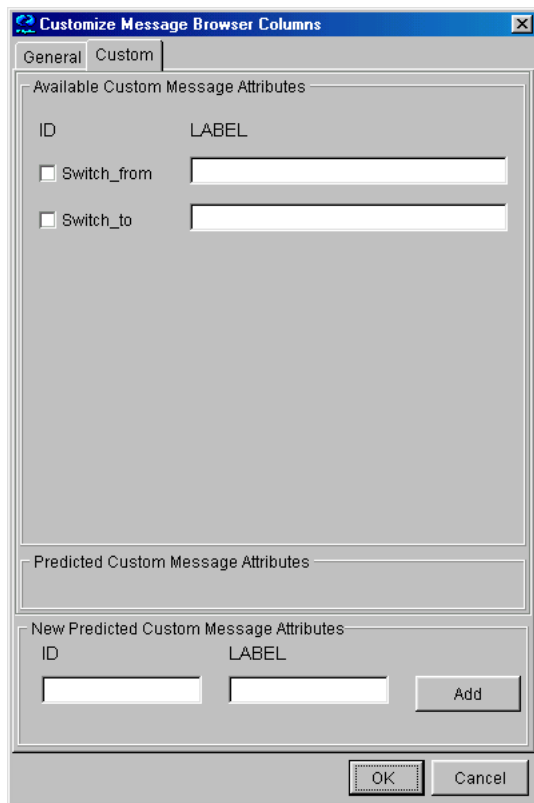 Customize Message Browser Columns
General Custom
Available Custom Message Attributes
ID LABEL
Switch_from
Switch_to
Predicted Custom Message Attributes
New Predicted Custom Message Attributes
ID LABEL
Add
OK Cancel